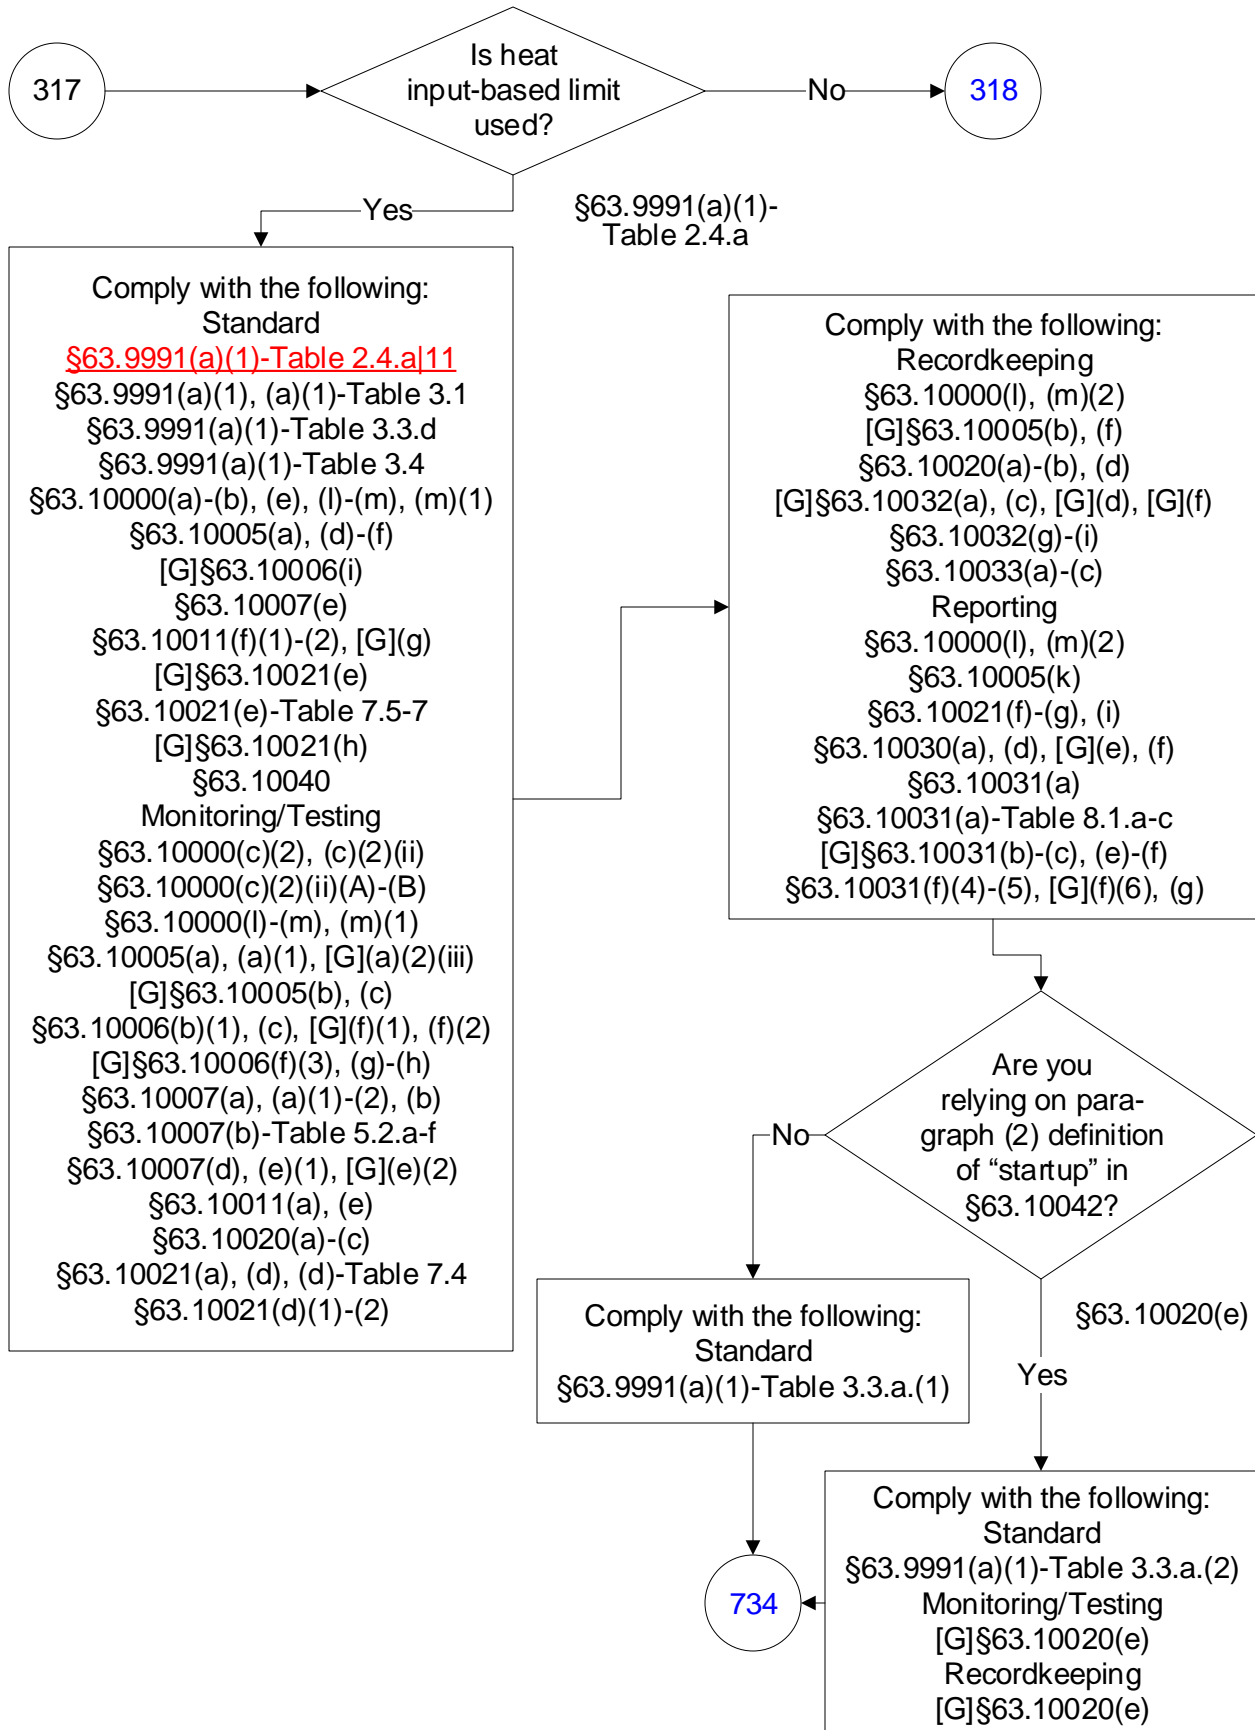 317
Is heat
input-based limit
used?
No
318
Yes
§63.9991(a)(1)-
Table 2.4.a
Comply with the following:
Standard
§63.9991(a)(1)-Table 2.4.a|11
§63.9991(a)(1), (a)(1)-Table 3.1
§63.9991(a)(1)-Table 3.3.d
§63.9991(a)(1)-Table 3.4
§63.10000(a)-(b), (e), (l)-(m), (m)(1)
§63.10005(a), (d)-(f)
[G]§63.10006(i)
§63.10007(e)
§63.10011(f)(1)-(2), [G](g)
[G]§63.10021(e)
§63.10021(e)-Table 7.5-7
[G]§63.10021(h)
§63.10040
Monitoring/Testing
§63.10000(c)(2), (c)(2)(ii)
§63.10000(c)(2)(ii)(A)-(B)
§63.10000(l)-(m), (m)(1)
§63.10005(a), (a)(1), [G](a)(2)(iii)
[G]§63.10005(b), (c)
§63.10006(b)(1), (c), [G](f)(1), (f)(2)
[G]§63.10006(f)(3), (g)-(h)
§63.10007(a), (a)(1)-(2), (b)
§63.10007(b)-Table 5.2.a-f
§63.10007(d), (e)(1), [G](e)(2)
§63.10011(a), (e)
§63.10020(a)-(c)
§63.10021(a), (d), (d)-Table 7.4
§63.10021(d)(1)-(2)
Comply with the following:
Recordkeeping
§63.10000(l), (m)(2)
[G]§63.10005(b), (f)
§63.10020(a)-(b), (d)
[G]§63.10032(a), (c), [G](d), [G](f)
§63.10032(g)-(i)
§63.10033(a)-(c)
Reporting
§63.10000(l), (m)(2)
§63.10005(k)
§63.10021(f)-(g), (i)
§63.10030(a), (d), [G](e), (f)
§63.10031(a)
§63.10031(a)-Table 8.1.a-c
[G]§63.10031(b)-(c), (e)-(f)
§63.10031(f)(4)-(5), [G](f)(6), (g)
Are you
relying on para-
graph (2) definition
of “startup” in
§63.10042?
No
Comply with the following:
Standard
§63.9991(a)(1)-Table 3.3.a.(1)
§63.10020(e)
Yes
Comply with the following:
Standard
§63.9991(a)(1)-Table 3.3.a.(2)
Monitoring/Testing
[G]§63.10020(e)
Recordkeeping
[G]§63.10020(e)
734